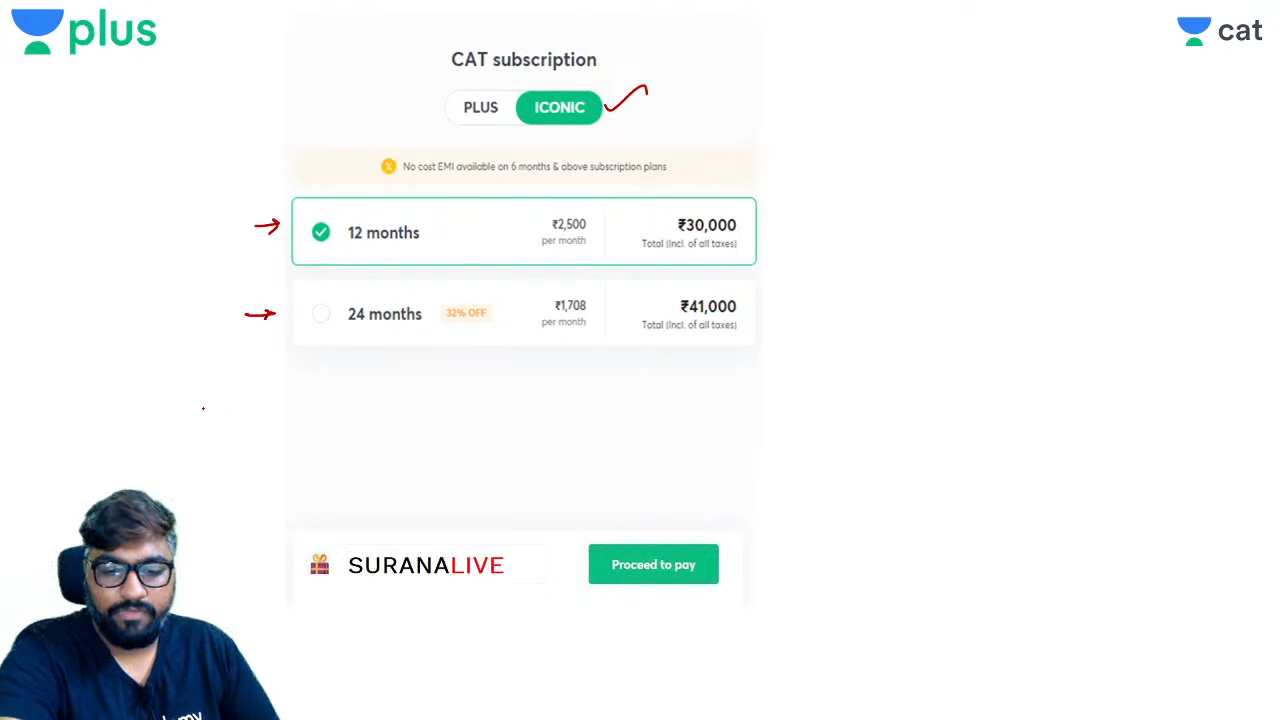 plus
cat
CAT subscription
PLUS ICONIC
No cost EMI available on 6 months & above subscription plans
12 months ₹2,500 per month ₹30,000 Total (Incl. of all taxes)
24 months 32% OFF ₹1,708 per month ₹41,000 Total (Incl. of all taxes)
SURANALIVE Proceed to pay